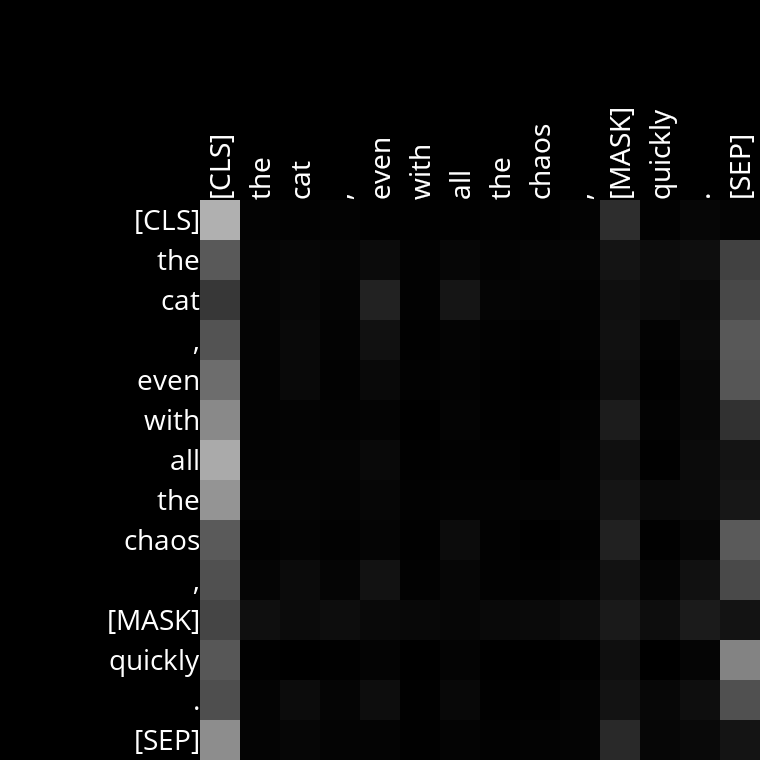 [CLS] the cat , even with all the chaos , [MASK] quickly . [SEP]
[CLS]
the
cat
,
even
with
all
the
chaos
,
[MASK]
quickly
.
[SEP]